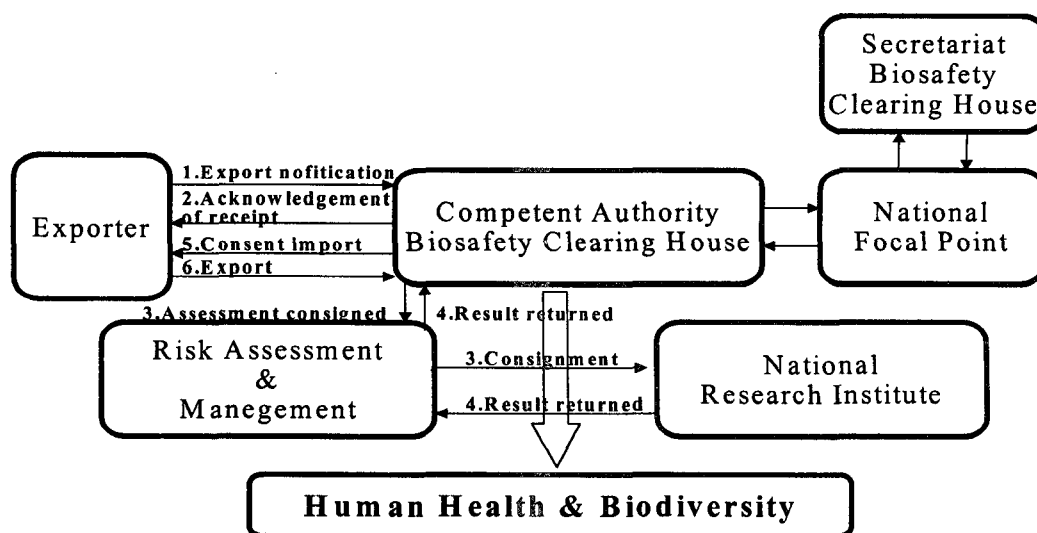 Secretariat
Biosafety
Clearing House
1.Export nofitication
2.Acknowledgement
of receipt
5.Consent import
6.Export
Exporter
Competent Authority
Biosafety Clearing House
National
Focal Point
3.Assessment consigned
4.Result returned
Risk Assessment
&
Manegement
3.Consignment
4.Result returned
National
Research Institute
Human Health & Biodiversity